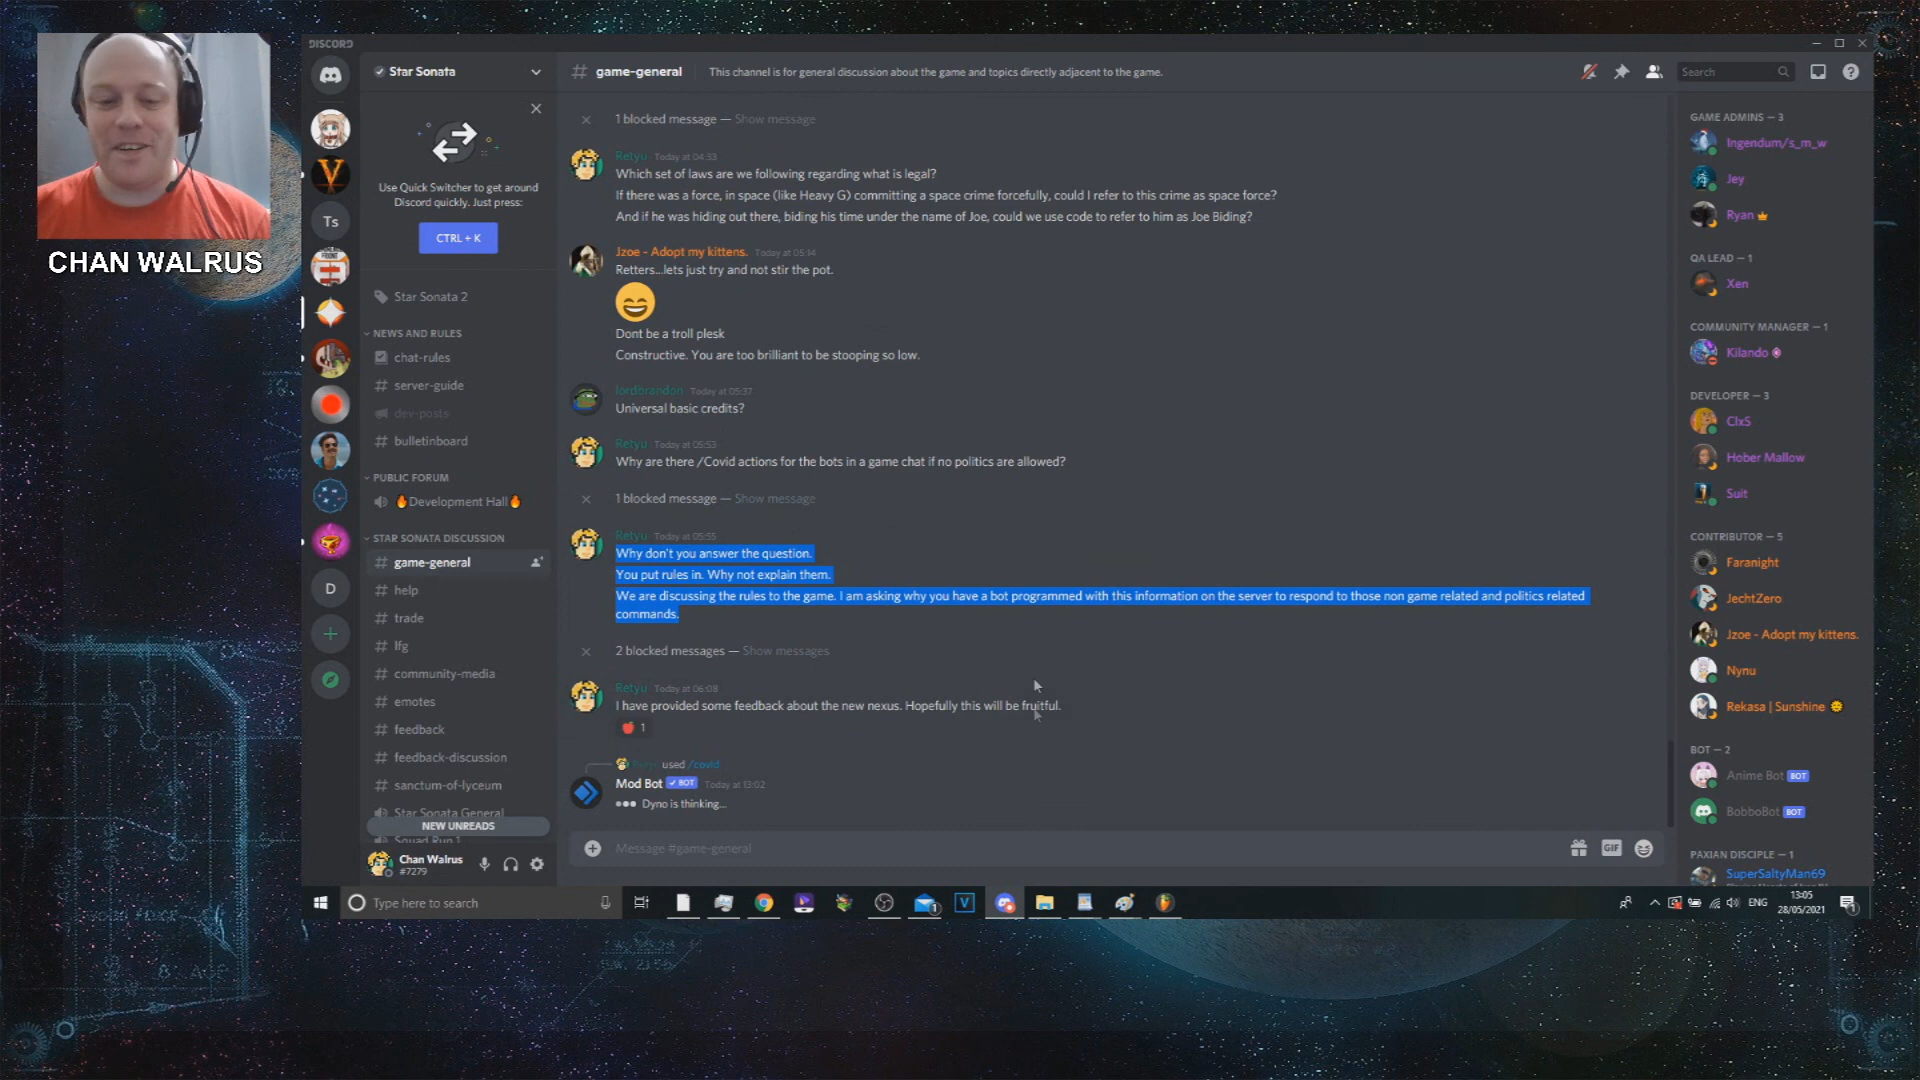 CHAN WALRUS
DISCORD
Ts
D
Star Sonata
Use Quick Switcher to get around
Discord quickly. Just press:
CTRL + K
Star Sonata 2
NEWS AND RULES
chat-rules
server-guide
dev-posts
bulletinboard
PUBLIC FORUM
🔥Development Hall🔥
STAR SONATA DISCUSSION
game-general
help
trade
lfg
community-media
emotes
feedback
feedback-discussion
sanctum-of-lyceum
Star Sonata General
NEW UNREADS
Squad Run 1
Chan Walrus
#7279
game-general
This channel is for general discussion about the game and topics directly adjacent to the game.
Search
1 blocked message — Show message
Retyu Today at 04:33
Which set of laws are we following regarding what is legal?
If there was a force, in space (like Heavy G) committing a space crime forcefully, could I refer to this crime as space force?
And if he was hiding out there, biding his time under the name of Joe, could we use code to refer to him as Joe Biding?
Jzoe - Adopt my kittens. Today at 05:14
Retters...lets just try and not stir the pot.
Dont be a troll plesk
Constructive. You are too brilliant to be stooping so low.
lordbrandon Today at 05:37
Universal basic credits?
Retyu Today at 05:53
Why are there /Covid actions for the bots in a game chat if no politics are allowed?
1 blocked message — Show message
Retyu Today at 05:55
Why don't you answer the question.
You put rules in. Why not explain them.
We are discussing the rules to the game. I am asking why you have a bot programmed with this information on the server to respond to those non game related and politics related
commands.
2 blocked messages — Show messages
Retyu Today at 06:08
I have provided some feedback about the new nexus. Hopefully this will be fruitful.
1
Retyu used /covid
Mod Bot ✓ BOT Today at 13:02
Dyno is thinking...
Message #game-general
GIF
GAME ADMINS — 3
Ingendum/s_m_w
Jey
Ryan
QA LEAD — 1
Xen
COMMUNITY MANAGER — 1
Kilando
DEVELOPER — 3
ClxS
Hober Mallow
Suit
CONTRIBUTOR — 5
Faranight
JechtZero
Jzoe - Adopt my kittens.
Nynu
Rekasa | Sunshine
BOT — 2
Anime Bot BOT
BobboBot BOT
PAXIAN DISCIPLE — 1
SuperSaltyMan69
Type here to search
ENG
13:05
28/05/2021